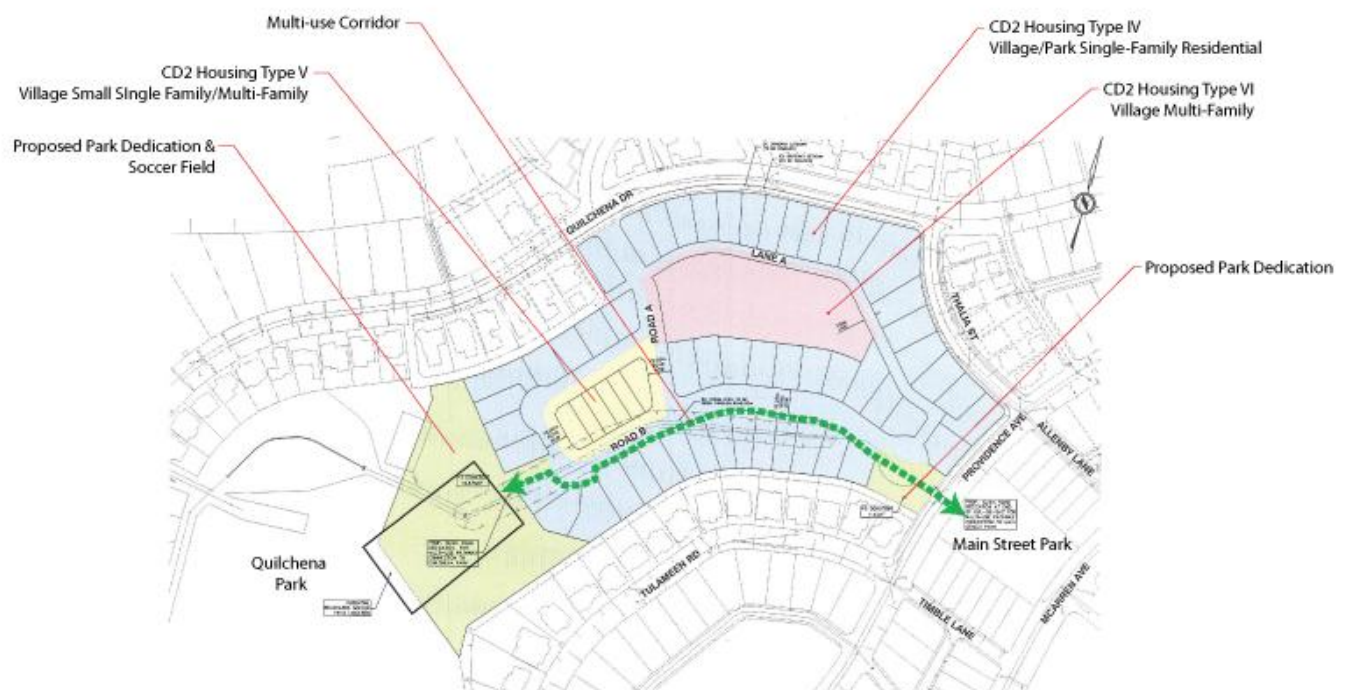 Multi-use Corridor
CD2 Housing Type IV
Village/Park Single-Family Residential
CD2 Housing Type V
Village Small SIngle Family/Multi-Family
CD2 Housing Type VI
Village Multi-Family
Proposed Park Dedication &
Soccer Field
Proposed Park Dedication
QUILCHENA DR
LANE A
ROAD A
THALIA ST
ROAD B
PROVIDENCE AVE
ALLENBY LANE
Main Street Park
Quilchena
Park
TULAMEEN RD
TIMBLE LANE
MCARREN AVE